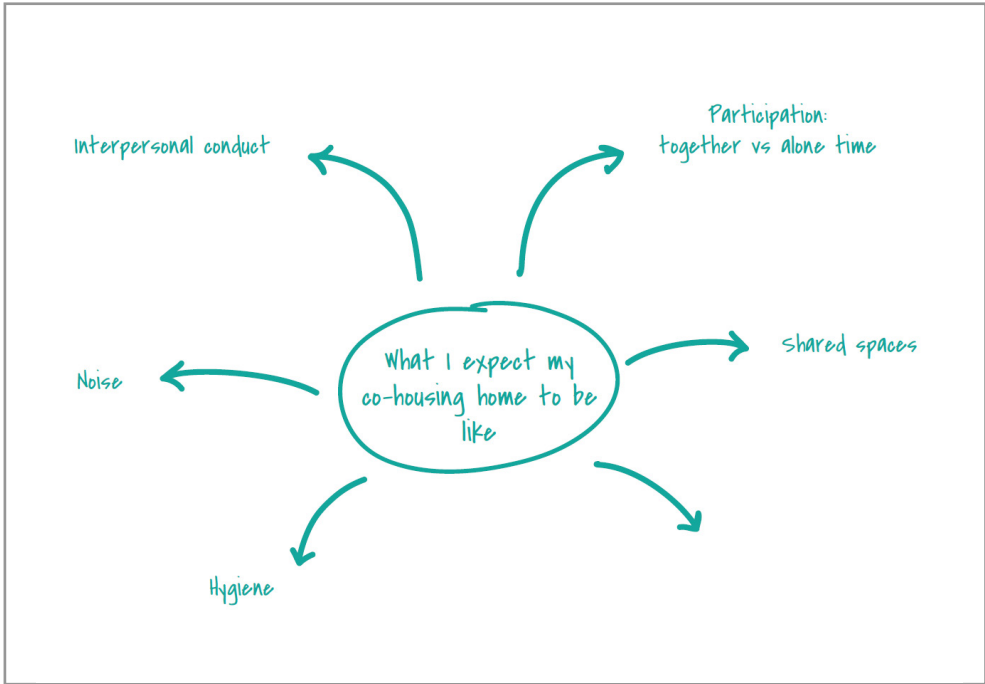 Interpersonal conduct
Participation:
together vs alone time
Noise
What I expect my
co-housing home to be
like
Shared spaces
Hygiene